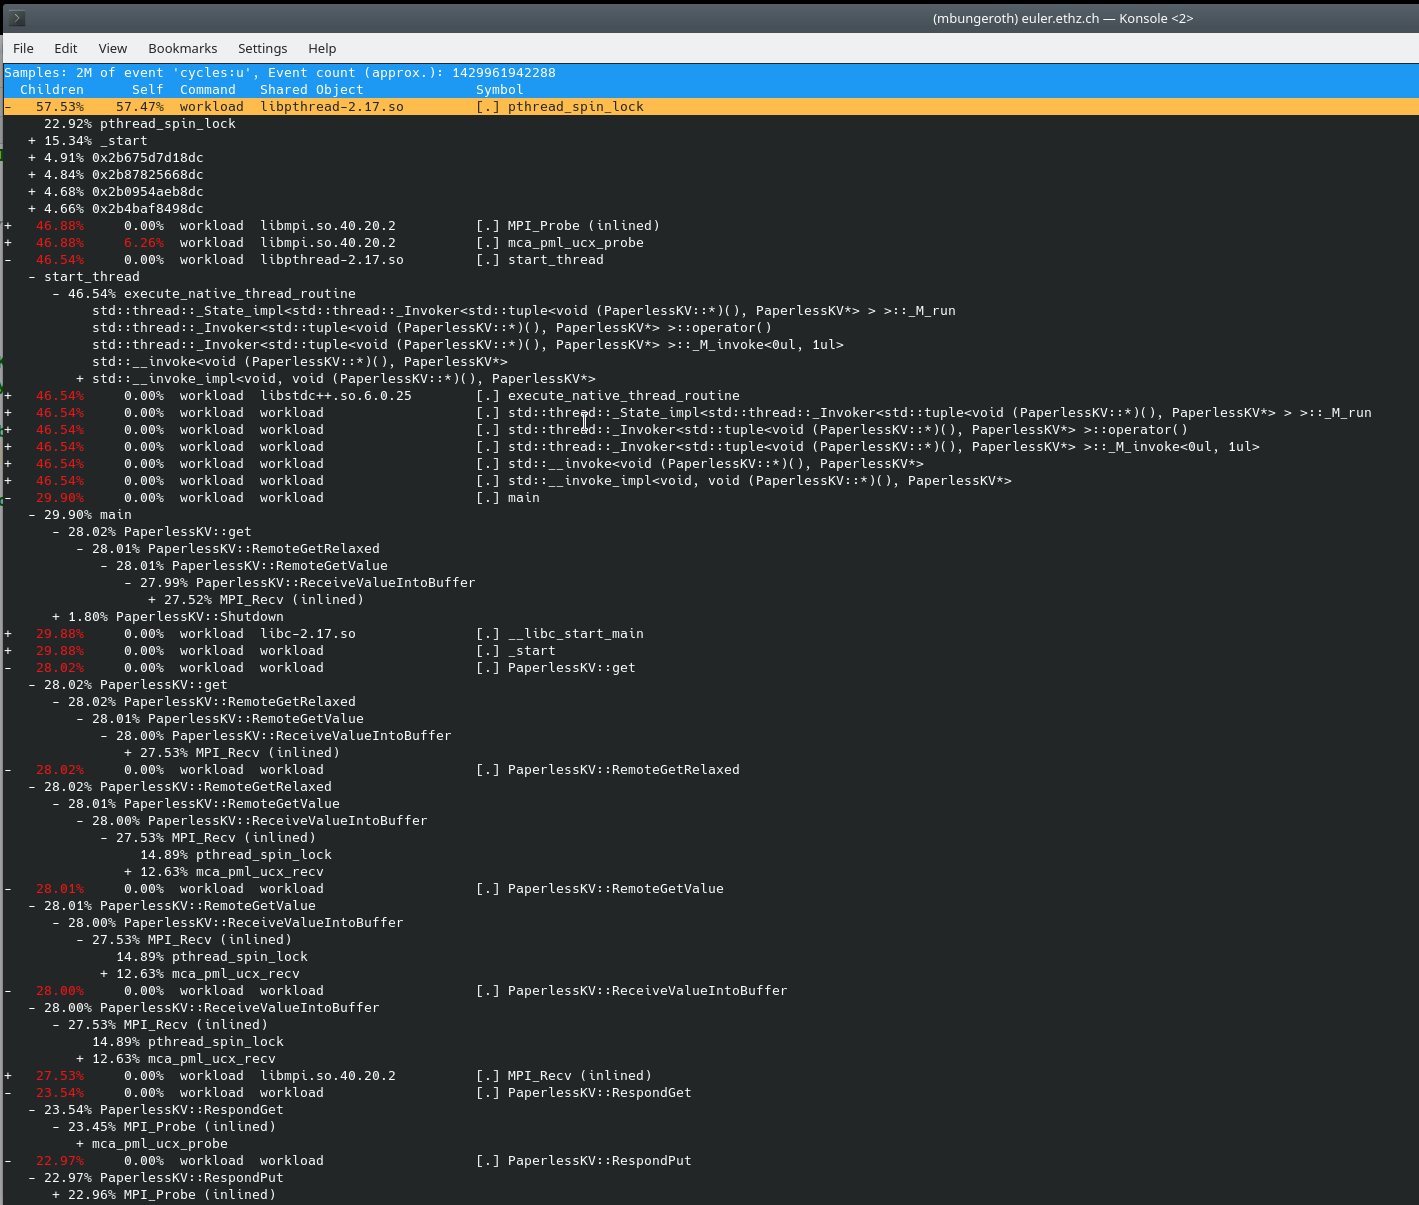 (mbungeroth) euler.ethz.ch — Konsole <2>
File Edit View Bookmarks Settings Help
Samples: 2M of event 'cycles:u', Event count (approx.): 1429961942288
Children Self Command Shared Object Symbol
- 57.53% 57.47% workload libpthread-2.17.so [.] pthread_spin_lock
22.92% pthread_spin_lock
+ 15.34% _start
+ 4.91% 0x2b675d7d18dc
+ 4.84% 0x2b87825668dc
+ 4.68% 0x2b0954aeb8dc
+ 4.66% 0x2b4baf8498dc
+ 46.88% 0.00% workload libmpi.so.40.20.2 [.] MPI_Probe (inlined)
+ 46.88% 6.26% workload libmpi.so.40.20.2 [.] mca_pml_ucx_probe
- 46.54% 0.00% workload libpthread-2.17.so [.] start_thread
- start_thread
- 46.54% execute_native_thread_routine
std::thread::_State_impl<std::thread::_Invoker<std::tuple<void (PaperlessKV::*)(), PaperlessKV*> > >::_M_run
std::thread::_Invoker<std::tuple<void (PaperlessKV::*)(), PaperlessKV*> >::operator()
std::thread::_Invoker<std::tuple<void (PaperlessKV::*)(), PaperlessKV*> >::_M_invoke<0ul, 1ul>
std::__invoke<void (PaperlessKV::*)(), PaperlessKV*>
+ std::__invoke_impl<void, void (PaperlessKV::*)(), PaperlessKV*>
+ 46.54% 0.00% workload libstdc++.so.6.0.25 [.] execute_native_thread_routine
+ 46.54% 0.00% workload workload [.] std::thread::_State_impl<std::thread::_Invoker<std::tuple<void (PaperlessKV::*)(), PaperlessKV*> > >::_M_run
+ 46.54% 0.00% workload workload [.] std::thread::_Invoker<std::tuple<void (PaperlessKV::*)(), PaperlessKV*> >::operator()
+ 46.54% 0.00% workload workload [.] std::thread::_Invoker<std::tuple<void (PaperlessKV::*)(), PaperlessKV*> >::_M_invoke<0ul, 1ul>
+ 46.54% 0.00% workload workload [.] std::__invoke<void (PaperlessKV::*)(), PaperlessKV*>
+ 46.54% 0.00% workload workload [.] std::__invoke_impl<void, void (PaperlessKV::*)(), PaperlessKV*>
- 29.90% 0.00% workload workload [.] main
- 29.90% main
- 28.02% PaperlessKV::get
- 28.01% PaperlessKV::RemoteGetRelaxed
- 28.01% PaperlessKV::RemoteGetValue
- 27.99% PaperlessKV::ReceiveValueIntoBuffer
+ 27.52% MPI_Recv (inlined)
+ 1.80% PaperlessKV::Shutdown
+ 29.88% 0.00% workload libc-2.17.so [.] __libc_start_main
+ 29.88% 0.00% workload workload [.] _start
- 28.02% 0.00% workload workload [.] PaperlessKV::get
- 28.02% PaperlessKV::get
- 28.02% PaperlessKV::RemoteGetRelaxed
- 28.01% PaperlessKV::RemoteGetValue
- 28.00% PaperlessKV::ReceiveValueIntoBuffer
+ 27.53% MPI_Recv (inlined)
- 28.02% 0.00% workload workload [.] PaperlessKV::RemoteGetRelaxed
- 28.02% PaperlessKV::RemoteGetRelaxed
- 28.01% PaperlessKV::RemoteGetValue
- 28.00% PaperlessKV::ReceiveValueIntoBuffer
- 27.53% MPI_Recv (inlined)
14.89% pthread_spin_lock
+ 12.63% mca_pml_ucx_recv
- 28.01% 0.00% workload workload [.] PaperlessKV::RemoteGetValue
- 28.01% PaperlessKV::RemoteGetValue
- 28.00% PaperlessKV::ReceiveValueIntoBuffer
- 27.53% MPI_Recv (inlined)
14.89% pthread_spin_lock
+ 12.63% mca_pml_ucx_recv
- 28.00% 0.00% workload workload [.] PaperlessKV::ReceiveValueIntoBuffer
- 28.00% PaperlessKV::ReceiveValueIntoBuffer
- 27.53% MPI_Recv (inlined)
14.89% pthread_spin_lock
+ 12.63% mca_pml_ucx_recv
+ 27.53% 0.00% workload libmpi.so.40.20.2 [.] MPI_Recv (inlined)
- 23.54% 0.00% workload workload [.] PaperlessKV::RespondGet
- 23.54% PaperlessKV::RespondGet
- 23.45% MPI_Probe (inlined)
+ mca_pml_ucx_probe
- 22.97% 0.00% workload workload [.] PaperlessKV::RespondPut
- 22.97% PaperlessKV::RespondPut
+ 22.96% MPI_Probe (inlined)